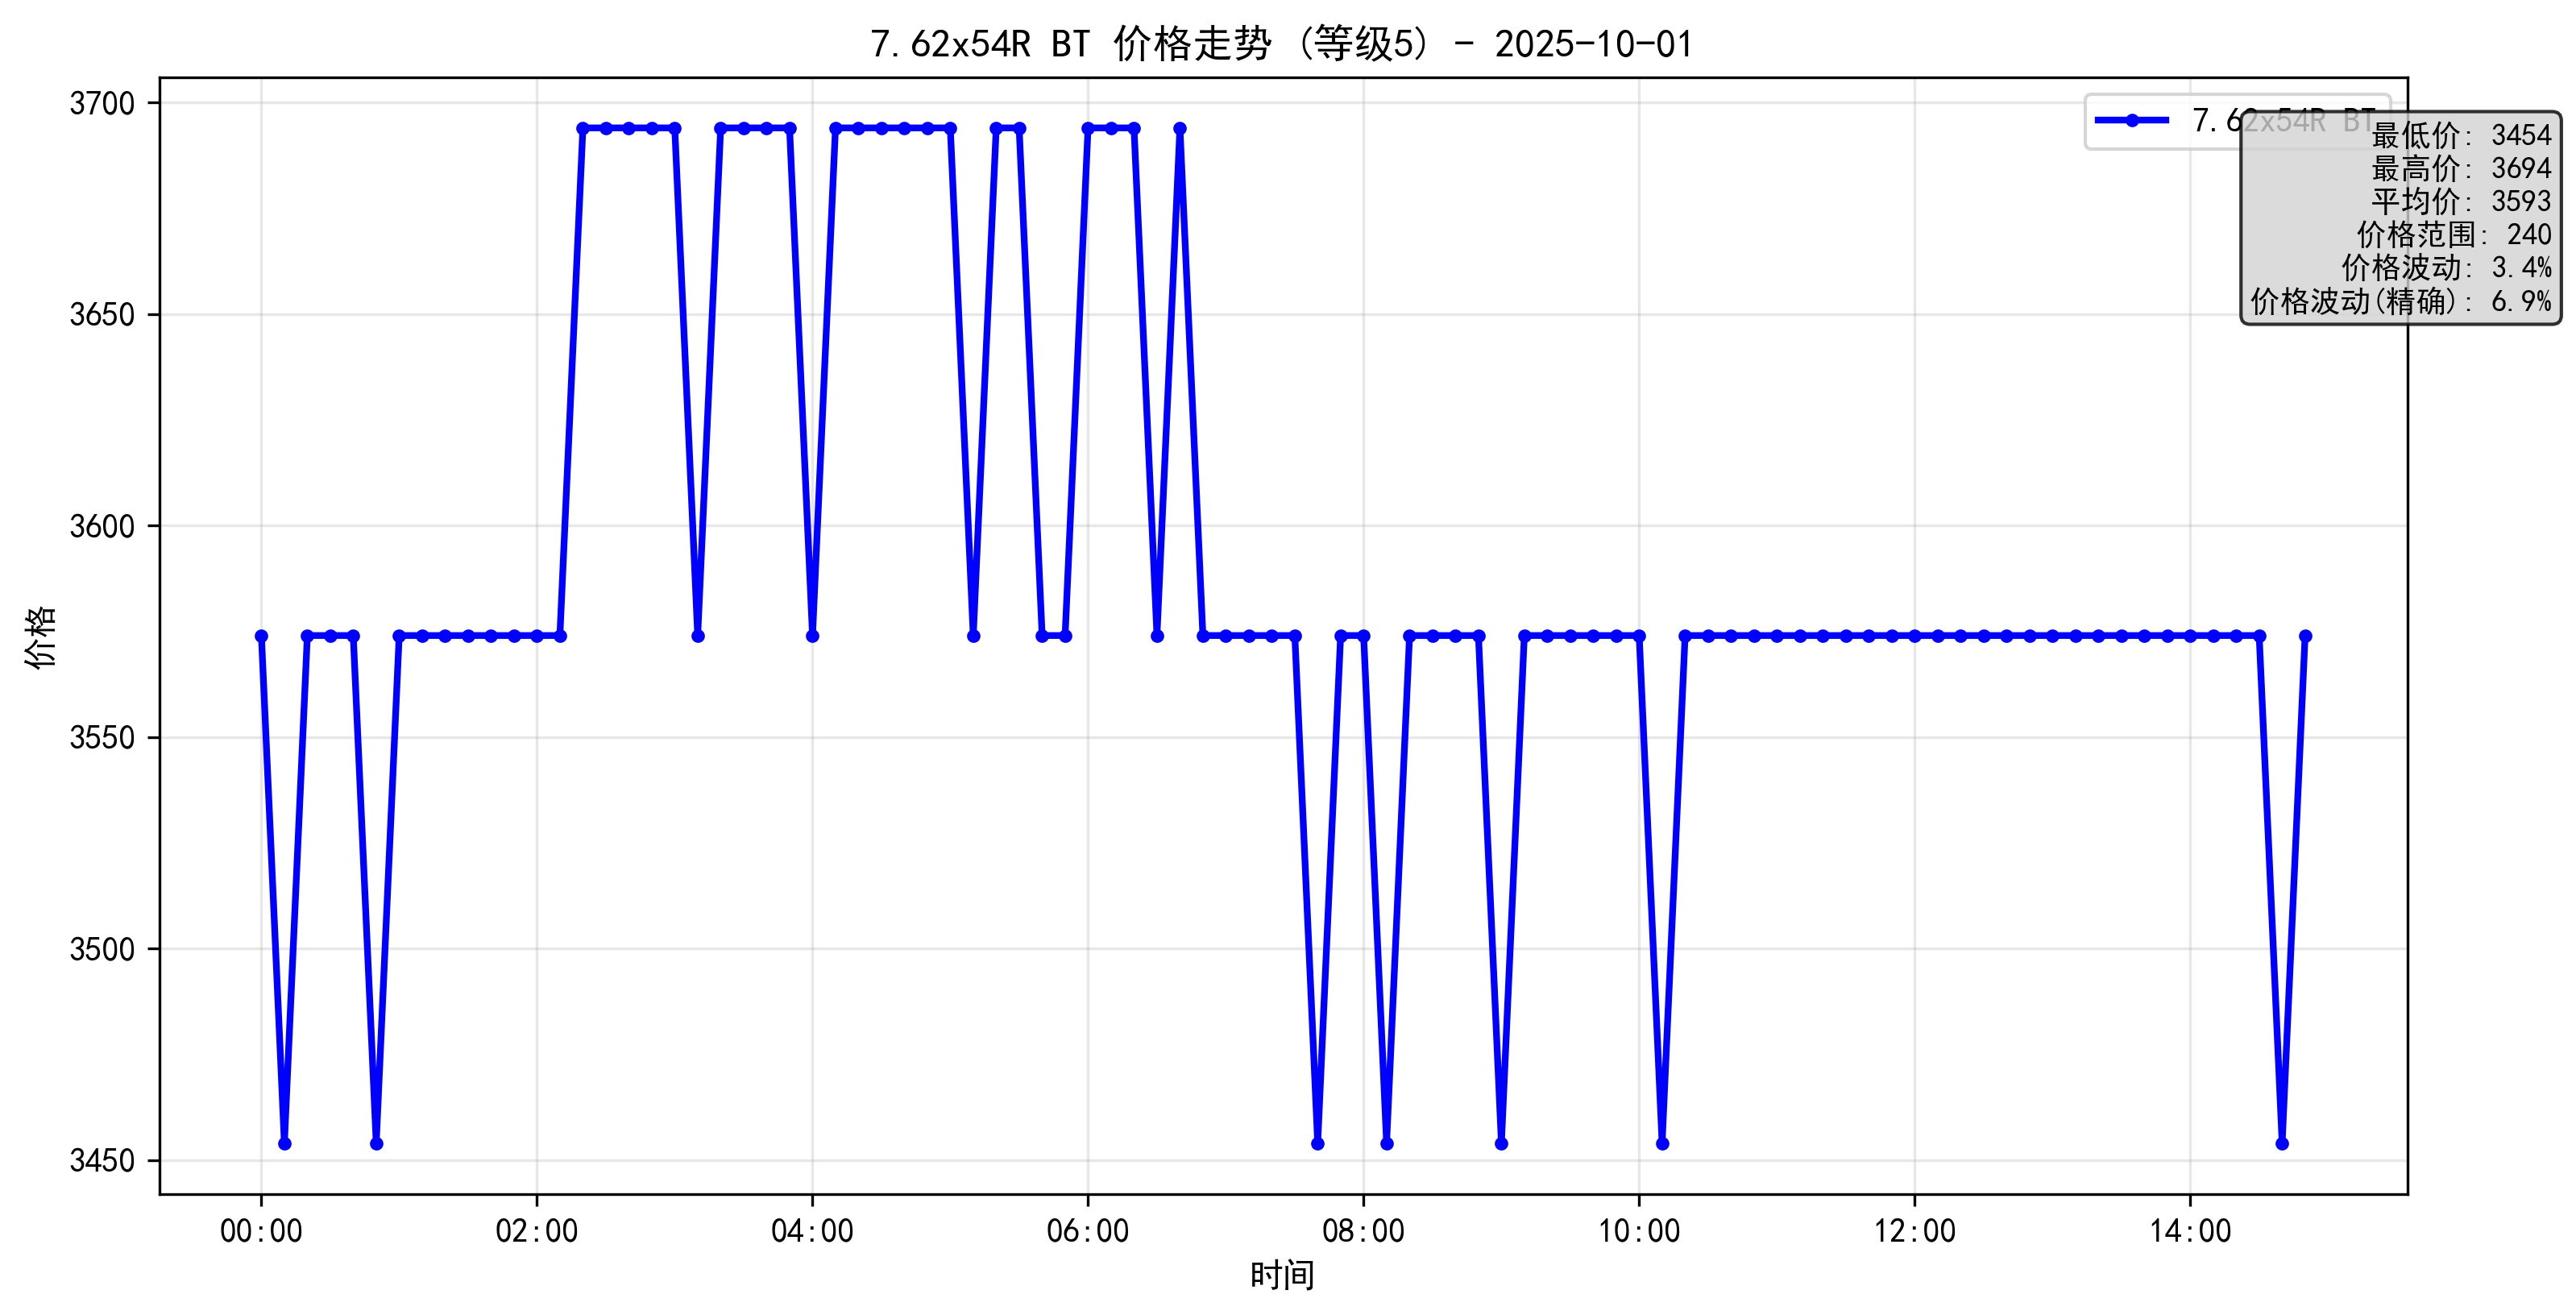 7.62x54R BT 价格走势 (等级5) - 2025-10-01
3700
3650
3600
3550
3500
3450
价格
7.62x54R BT
最低价: 3454
最高价: 3694
平均价: 3593
价格范围: 240
价格波动: 3.4%
价格波动(精确): 6.9%
00:00 02:00 04:00 06:00 08:00 10:00 12:00 14:00
时间